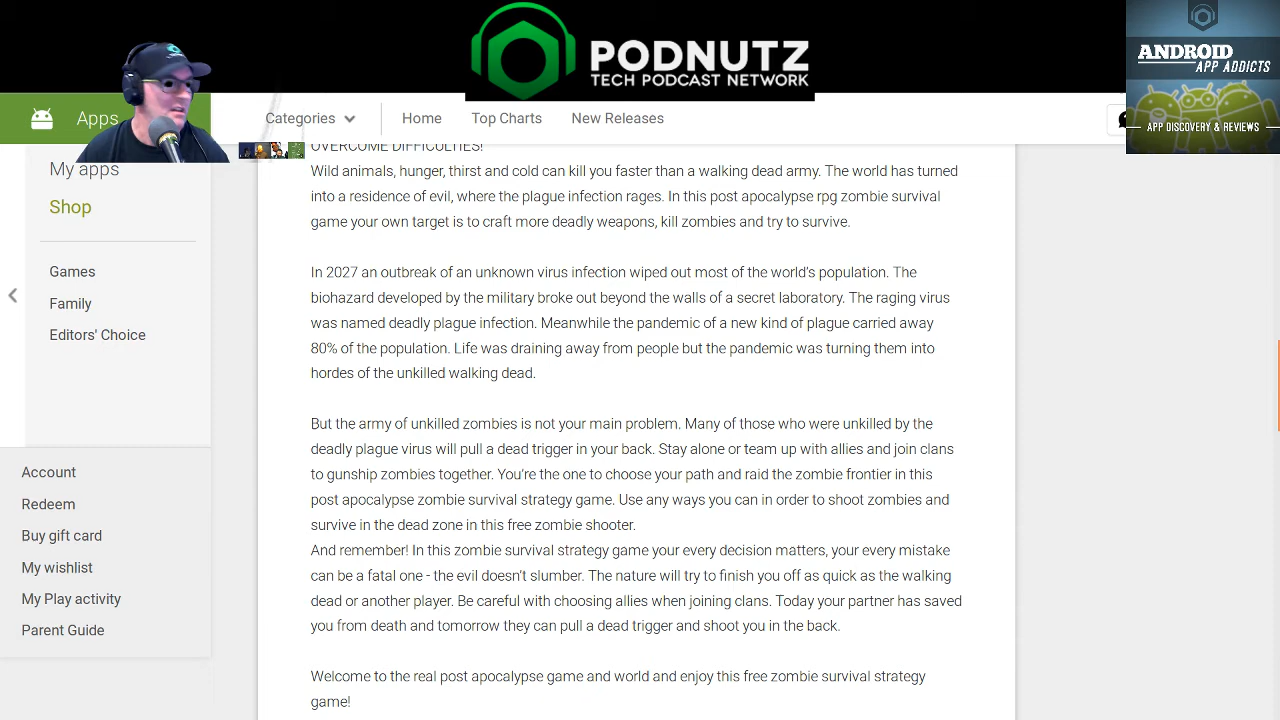 PODNUTZ
TECH PODCAST NETWORK
ANDROID
APP ADDICTS
APP DISCOVERY & REVIEWS
Apps
Categories
Home
Top Charts
New Releases
My apps
Shop
Games
Family
Editors' Choice
Account
Redeem
Buy gift card
My wishlist
My Play activity
Parent Guide
OVERCOME DIFFICULTIES!
Wild animals, hunger, thirst and cold can kill you faster than a walking dead army. The world has turned
into a residence of evil, where the plague infection rages. In this post apocalypse rpg zombie survival
game your own target is to craft more deadly weapons, kill zombies and try to survive.
In 2027 an outbreak of an unknown virus infection wiped out most of the world's population. The
biohazard developed by the military broke out beyond the walls of a secret laboratory. The raging virus
was named deadly plague infection. Meanwhile the pandemic of a new kind of plague carried away
80% of the population. Life was draining away from people but the pandemic was turning them into
hordes of the unkilled walking dead.
But the army of unkilled zombies is not your main problem. Many of those who were unkilled by the
deadly plague virus will pull a dead trigger in your back. Stay alone or team up with allies and join clans
to gunship zombies together. You’re the one to choose your path and raid the zombie frontier in this
post apocalypse zombie survival strategy game. Use any ways you can in order to shoot zombies and
survive in the dead zone in this free zombie shooter.
And remember! In this zombie survival strategy game your every decision matters, your every mistake
can be a fatal one - the evil doesn’t slumber. The nature will try to finish you off as quick as the walking
dead or another player. Be careful with choosing allies when joining clans. Today your partner has saved
you from death and tomorrow they can pull a dead trigger and shoot you in the back.
Welcome to the real post apocalypse game and world and enjoy this free zombie survival strategy
game!